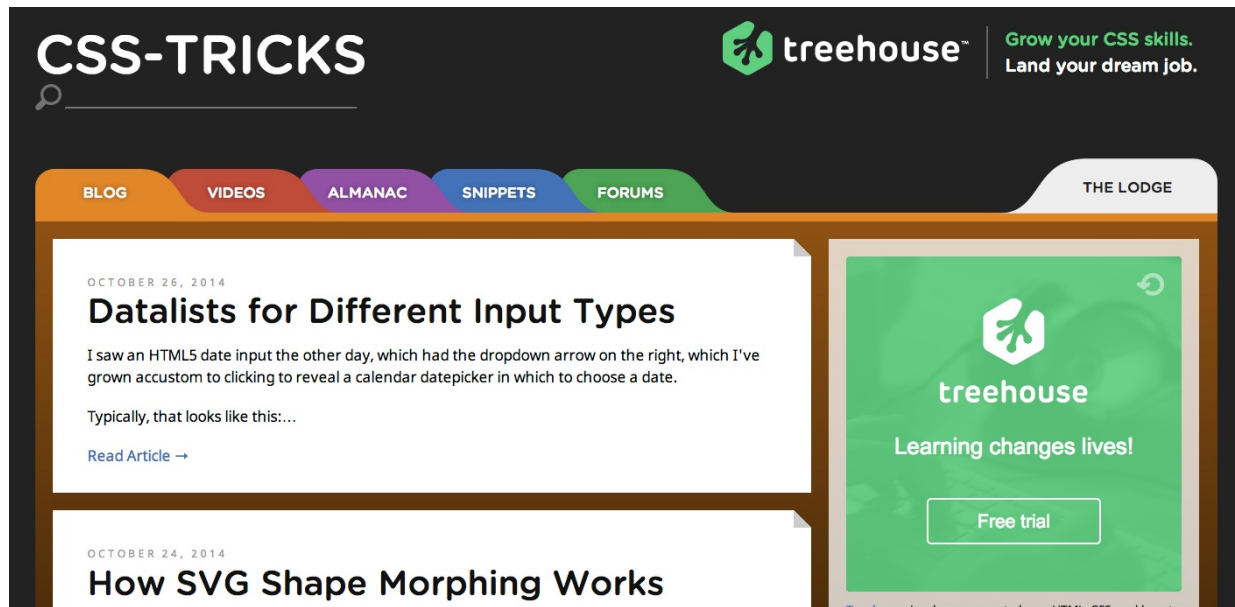 CSS-TRICKS
treehouse™
Grow your CSS skills.
Land your dream job.
BLOG
VIDEOS
ALMANAC
SNIPPETS
FORUMS
THE LODGE
OCTOBER 26, 2014
Datalists for Different Input Types
I saw an HTML5 date input the other day, which had the dropdown arrow on the right, which I've
grown accustom to clicking to reveal a calendar datepicker in which to choose a date.
Typically, that looks like this:...
Read Article →
OCTOBER 24, 2014
How SVG Shape Morphing Works
treehouse
Learning changes lives!
Free trial